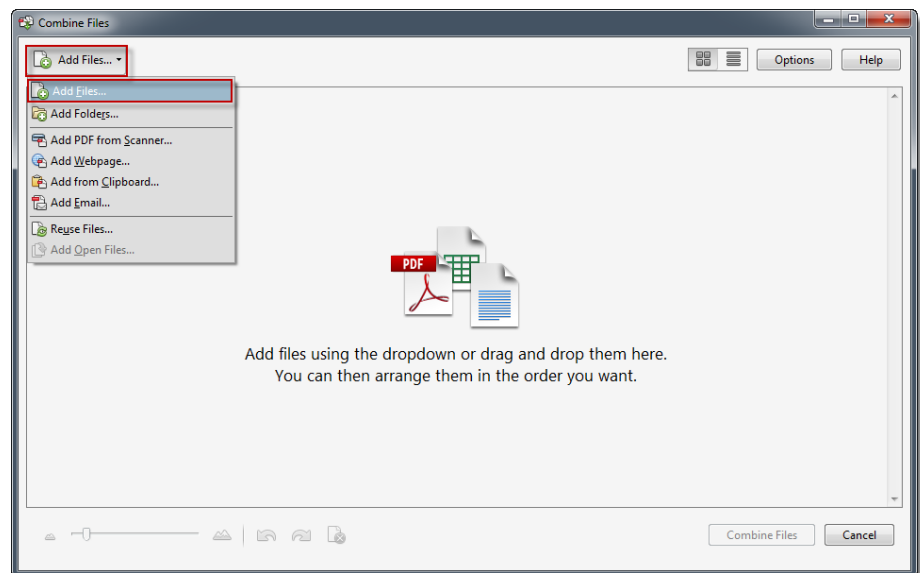 Combine Files
Add Files...
Options
Help
Add Files...
Add Folders...
Add PDF from Scanner...
Add Webpage...
Add from Clipboard...
Add Email...
Reuse Files...
Add Open Files...
PDF
Add files using the dropdown or drag and drop them here.
You can then arrange them in the order you want.
Combine Files
Cancel